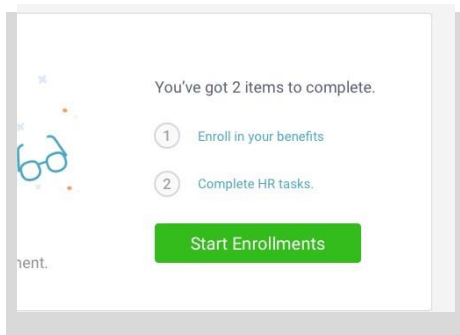 You've got 2 items to complete.
1 Enroll in your benefits
2 Complete HR tasks.
Start Enrollments